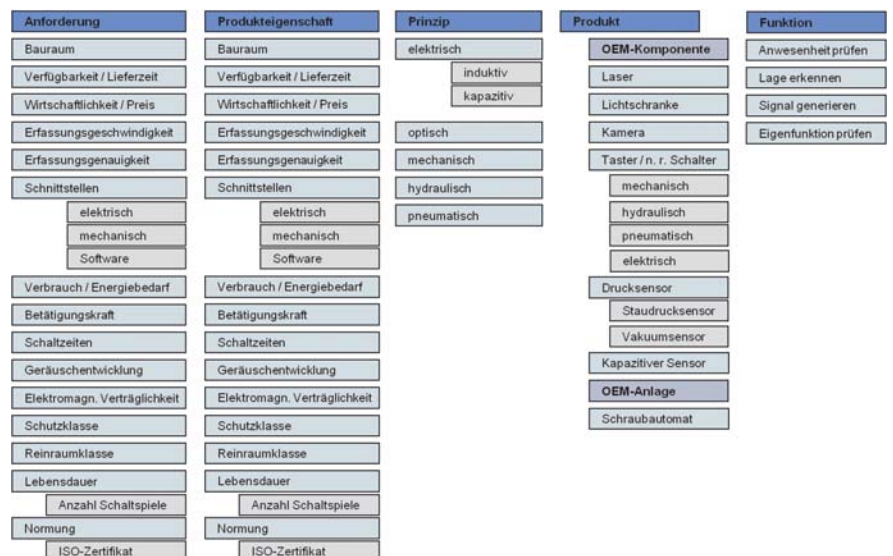 Anforderung
Bauraum
Verfügbarkeit / Lieferzeit
Wirtschaftlichkeit / Preis
Erfassungsgeschwindigkeit
Erfassungsgenauigkeit
Schnittstellen
elektrisch
mechanisch
Software
Verbrauch / Energiebedarf
Betätigungskraft
Schaltzeiten
Geräuschentwicklung
Elektromagn. Verträglichkeit
Schutzklasse
Reinraumklasse
Lebensdauer
Anzahl Schaltspiele
Normung
ISO-Zertifikat
Produkteigenschaft
Bauraum
Verfügbarkeit / Lieferzeit
Wirtschaftlichkeit / Preis
Erfassungsgeschwindigkeit
Erfassungsgenauigkeit
Schnittstellen
elektrisch
mechanisch
Software
Verbrauch / Energiebedarf
Betätigungskraft
Schaltzeiten
Geräuschentwicklung
Elektromagn. Verträglichkeit
Schutzklasse
Reinraumklasse
Lebensdauer
Anzahl Schaltspiele
Normung
ISO-Zertifikat
Prinzip
elektrisch
induktiv
kapazitiv
optisch
mechanisch
hydraulisch
pneumatisch
Produkt
OEM-Komponente
Laser
Lichtschranke
Kamera
Taster / n. r. Schalter
mechanisch
hydraulisch
pneumatisch
elektrisch
Drucksensor
Staudrucksensor
Vakuumsensor
Kapazitiver Sensor
OEM-Anlage
Schraubautomat
Funktion
Anwesenheit prüfen
Lage erkennen
Signal generieren
Eigenfunktion prüfen